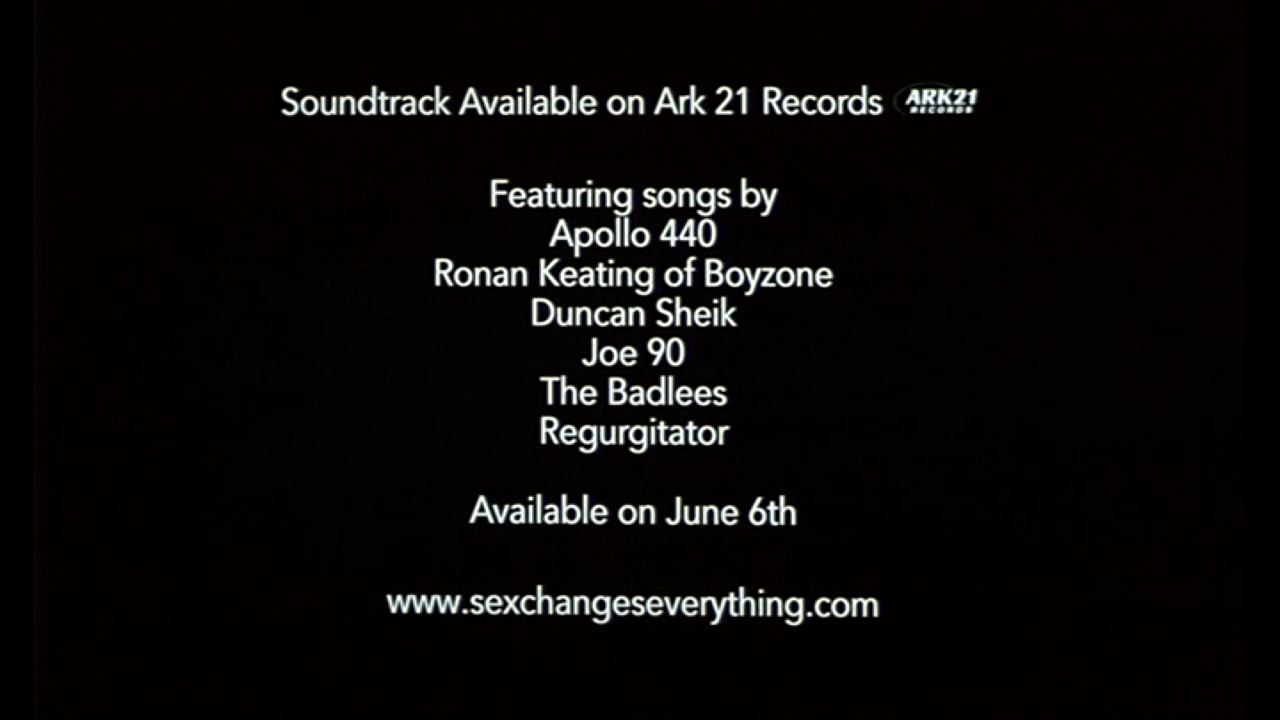 Soundtrack Available on Ark 21 Records ARK21 RECORDS
Featuring songs by
Apollo 440
Ronan Keating of Boyzone
Duncan Sheik
Joe 90
The Badlees
Regurgitator
Available on June 6th
www.sexchangeseverything.com